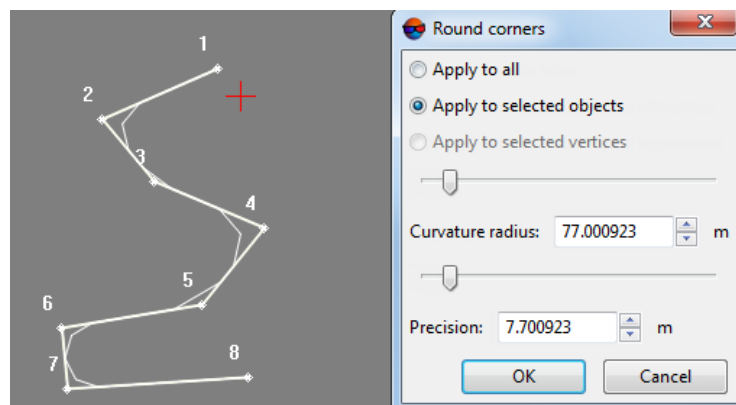 1
2
3
4
5
6
7
8
Round corners
Apply to all
Apply to selected objects
Apply to selected vertices
Curvature radius: 77.000923 m
Precision: 7.700923 m
OK Cancel